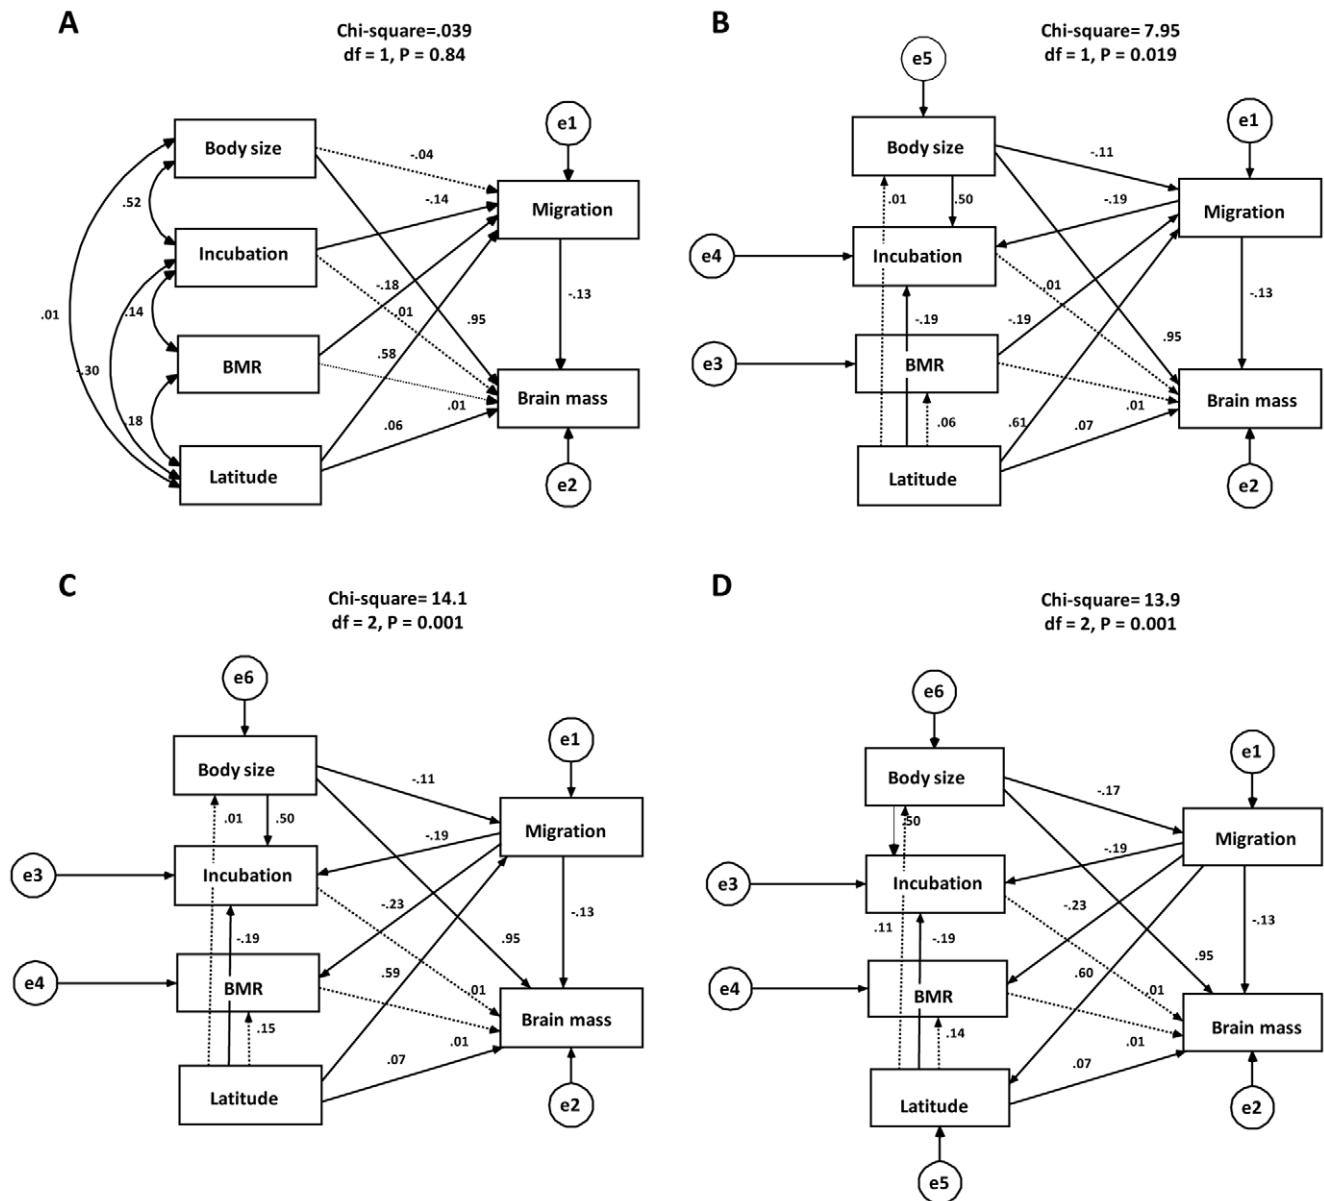 A
Chi-square=.039
df = 1, P = 0.84
e1
Body size
-.04
Migration
.52
-.14
Incubation
-.18
-.13
.01
.14
.01
.95
.58
BMR
-.30
.01
.18
.06
Brain mass
Latitude
e2
B
Chi-square= 7.95
df = 1, P = 0.019
e5
e1
Body size
-.11
.01
.50
-.19
Migration
e4
Incubation
.01
-.13
-.19
-.19
.95
e3
BMR
.01
Brain mass
.06
.61
.07
Latitude
e2
C
Chi-square= 14.1
df = 2, P = 0.001
e6
e1
Body size
-.11
.01
.50
-.19
Migration
e3
Incubation
-.23
-.13
-.19
.95
.59
e4
BMR
.01
Brain mass
.15
.01
.07
Latitude
e2
D
Chi-square= 13.9
df = 2, P = 0.001
e6
e1
Body size
-.17
.50
-.19
Migration
e3
Incubation
-.23
-.13
.11
-.19
.95
.60
e4
BMR
.01
Brain mass
.14
.01
.07
Latitude
e2
e5